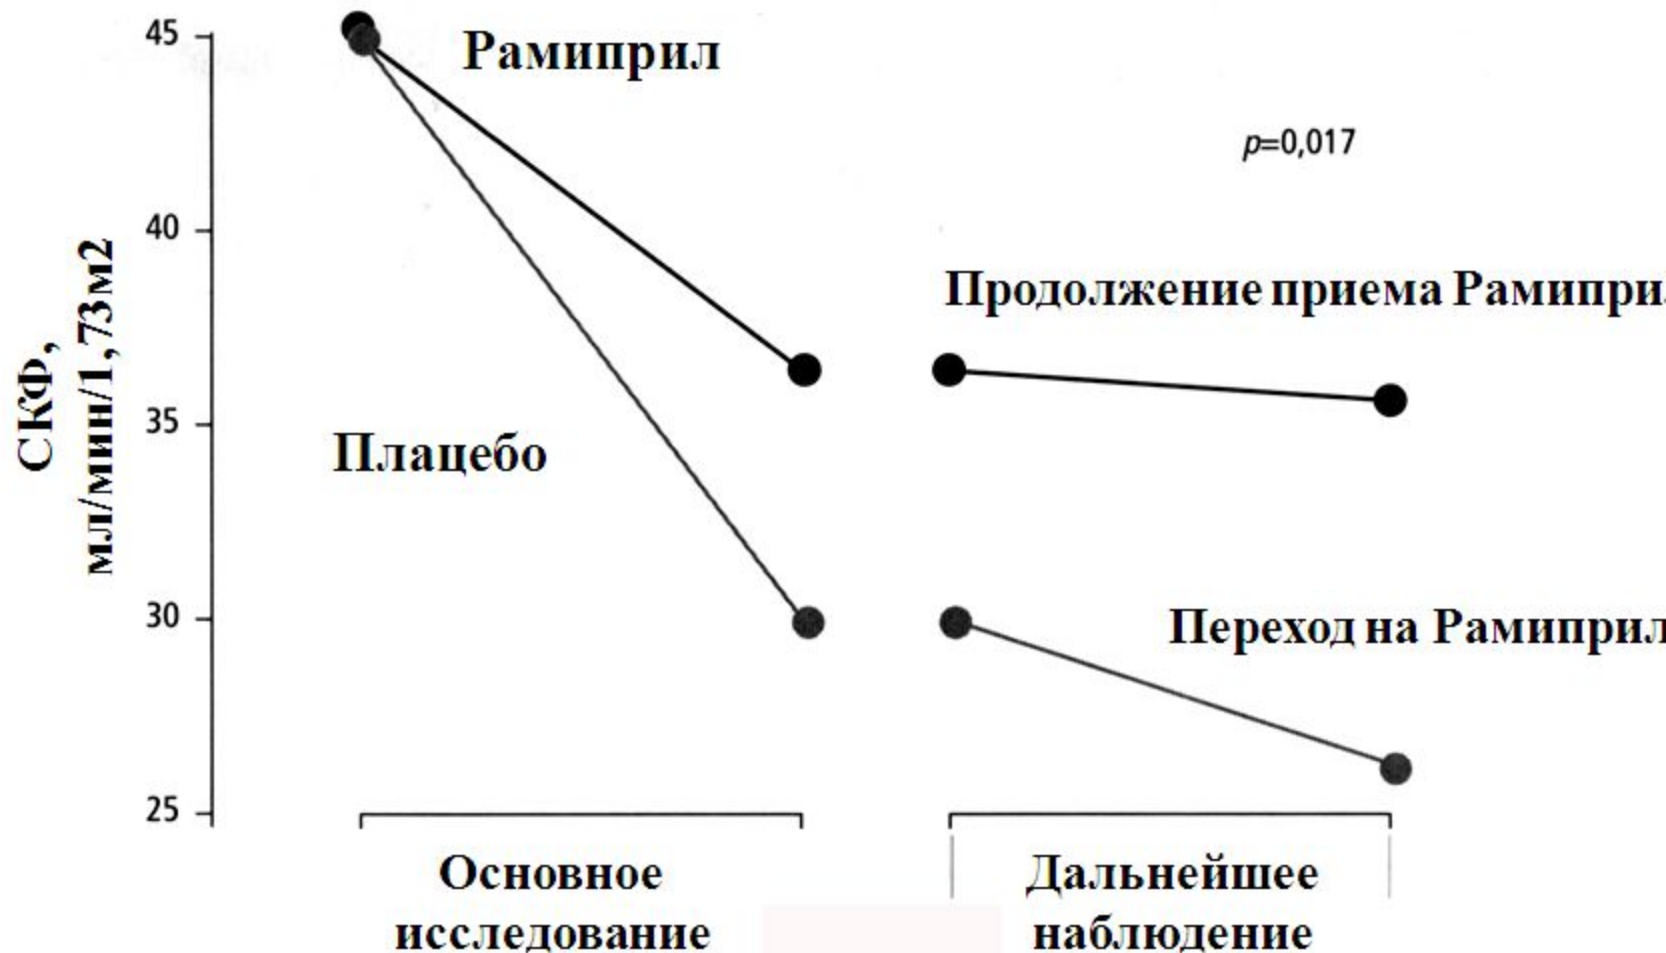 45
Рамиприл
p=0,017
40
Продолжение приема Рамипри
СКФ,
мл/мин/1,73м2
35
Плацебо
30
Переход на Рамиприл
25
Основное
исследование
Дальнейшее
наблюдение